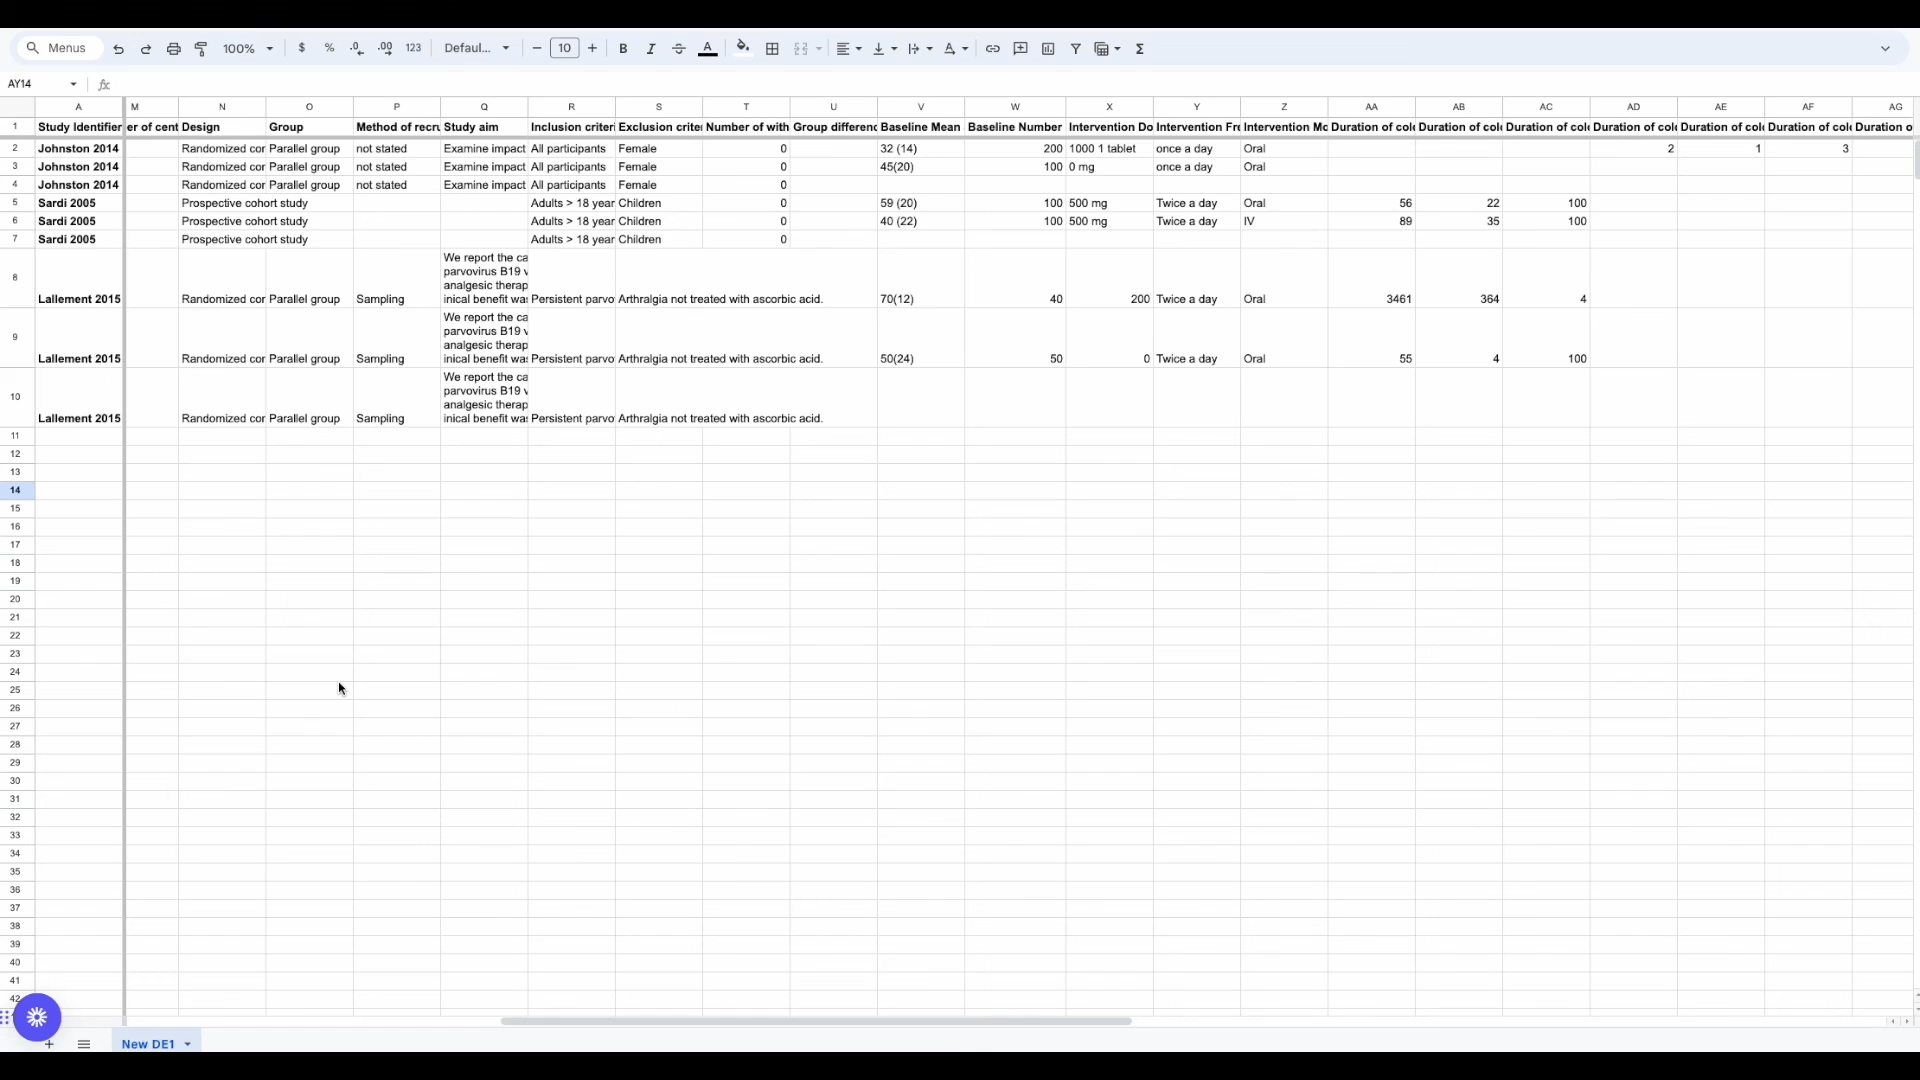 Menus 100% $ % .0 .00 123 Defaul... − 10 + B I S A Σ
AY14 fx
A M N O P Q R S T U V W X Y Z AA AB AC AD AE AF AG
1 Study Identifier er of cent Design Group Method of recru Study aim Inclusion criteri Exclusion crite Number of with Group differenc Baseline Mean Baseline Number Intervention Do Intervention Fre Intervention Mo Duration of cold Duration of cold Duration of cold Duration of cold Duration of cold Duration of cold Duration o
2 Johnston 2014 Randomized cor Parallel group not stated Examine impact All participants Female 0 32 (14) 200 1000 1 tablet once a day Oral 2 1 3
3 Johnston 2014 Randomized cor Parallel group not stated Examine impact All participants Female 0 45(20) 100 0 mg once a day Oral
4 Johnston 2014 Randomized cor Parallel group not stated Examine impact All participants Female 0
5 Sardi 2005 Prospective cohort study Adults > 18 year Children 0 59 (20) 100 500 mg Twice a day Oral 56 22 100
6 Sardi 2005 Prospective cohort study Adults > 18 year Children 0 40 (22) 100 500 mg Twice a day IV 89 35 100
7 Sardi 2005 Prospective cohort study Adults > 18 year Children 0
We report the ca
parvovirus B19 v
8 analgesic therap
Lallement 2015 Randomized cor Parallel group Sampling inical benefit was Persistent parvo Arthralgia not treated with ascorbic acid. 70(12) 40 200 Twice a day Oral 3461 364 4
We report the ca
parvovirus B19 v
9 analgesic therap
Lallement 2015 Randomized cor Parallel group Sampling inical benefit was Persistent parvo Arthralgia not treated with ascorbic acid. 50(24) 50 0 Twice a day Oral 55 4 100
We report the ca
parvovirus B19 v
10 analgesic therap
Lallement 2015 Randomized cor Parallel group Sampling inical benefit was Persistent parvo Arthralgia not treated with ascorbic acid.
11
12
13
14
15
16
17
18
19
20
21
22
23
24
25
26
27
28
29
30
31
32
33
34
35
36
37
38
39
40
41
42
New DE1